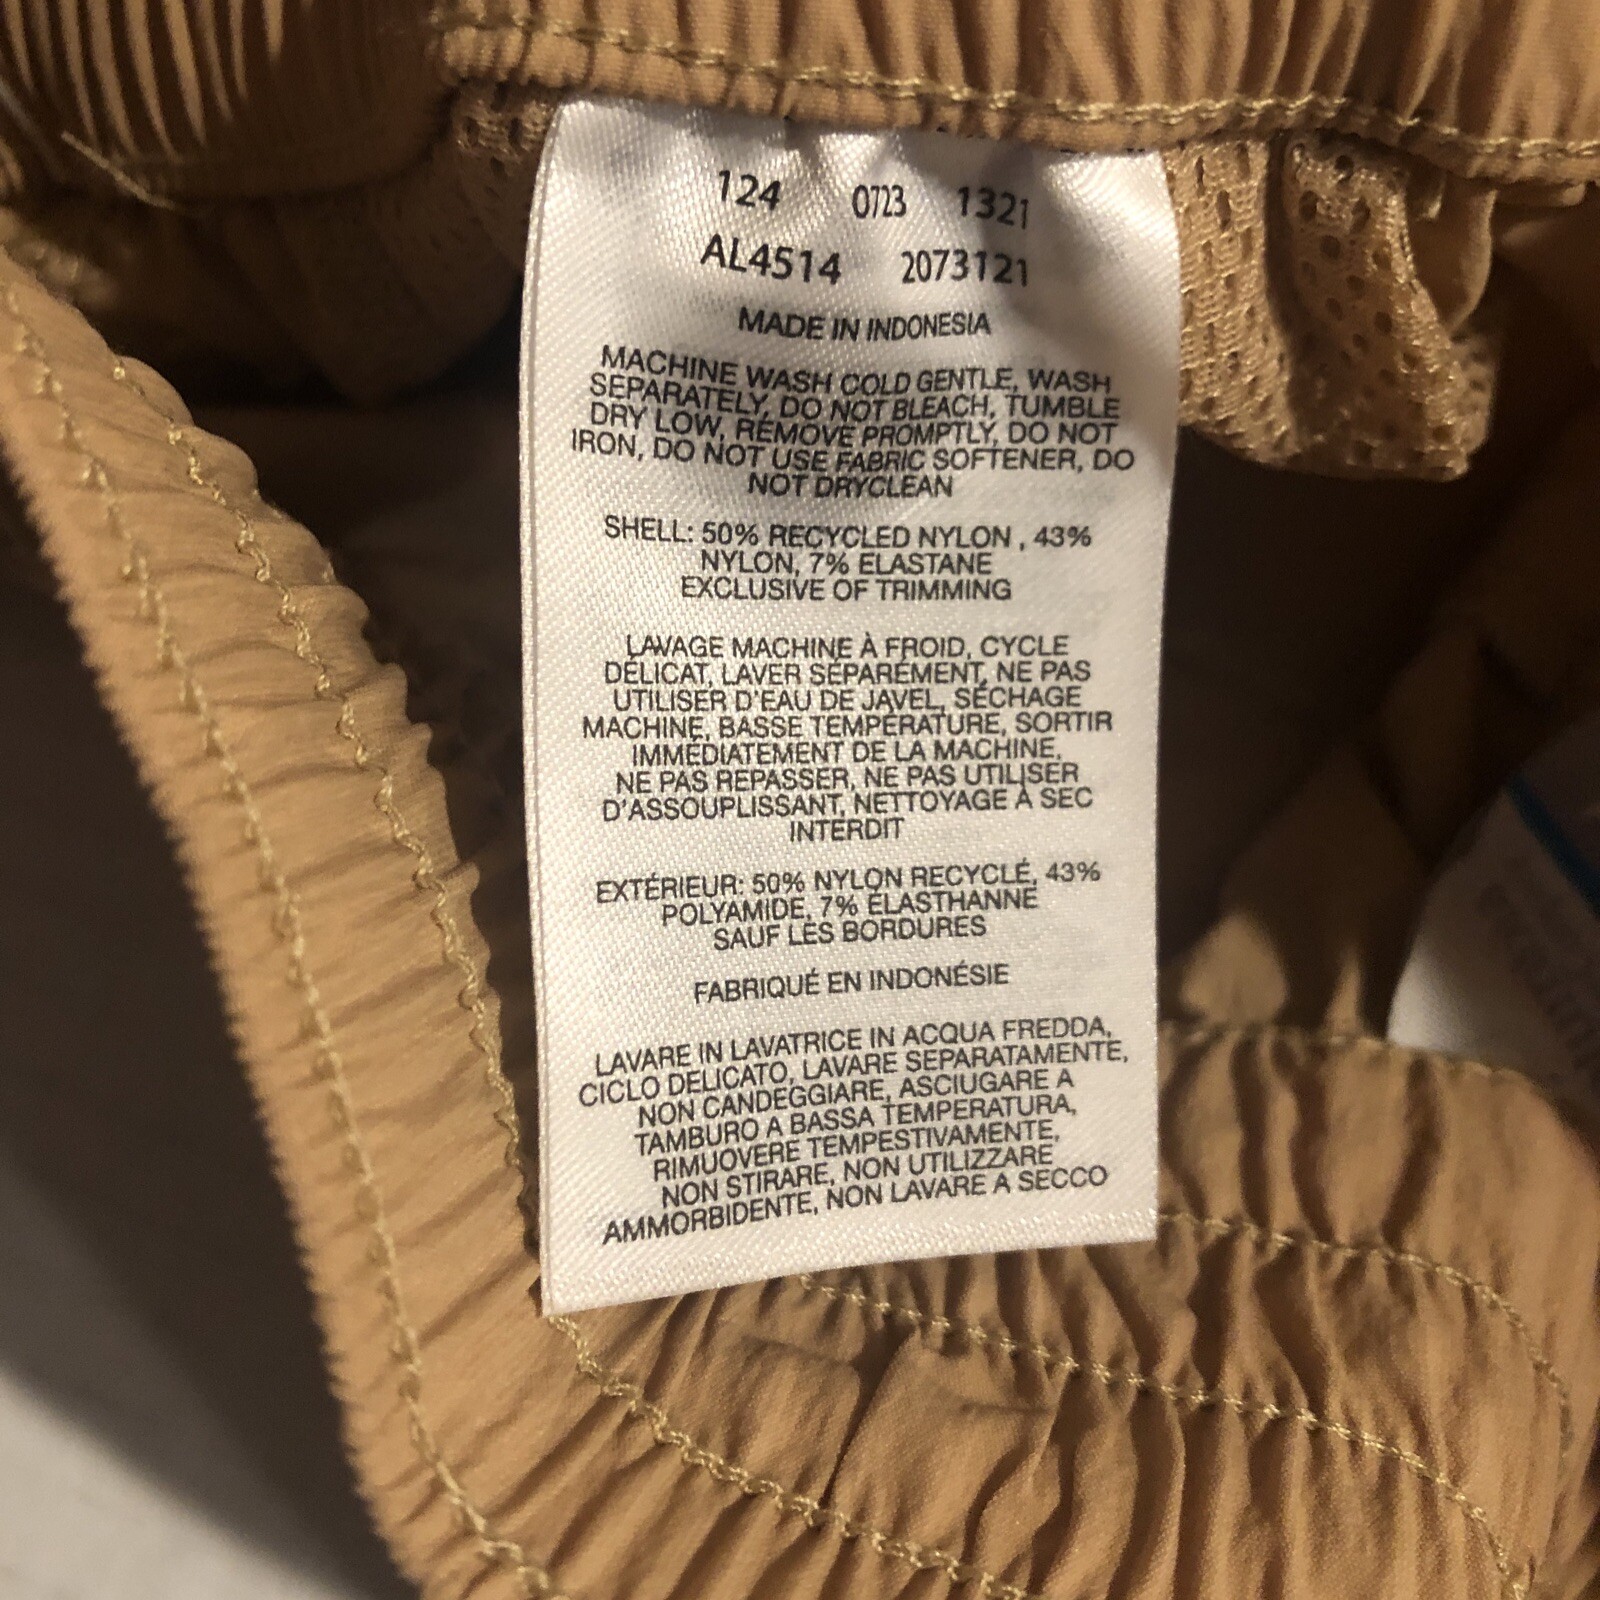 124 0723 1321
AL4514 2073121
MADE IN INDONESIA
MACHINE WASH COLD GENTLE, WASH
SEPARATELY, DO NOT BLEACH, TUMBLE
DRY LOW, REMOVE PROMPTLY, DO NOT
IRON, DO NOT USE FABRIC SOFTENER, DO
NOT DRYCLEAN
SHELL: 50% RECYCLED NYLON , 43%
NYLON, 7% ELASTANE
EXCLUSIVE OF TRIMMING
LAVAGE MACHINE À FROID, CYCLE
DÉLICAT, LAVER SÉPARÉMENT, NE PAS
UTILISER D'EAU DE JAVEL, SÉCHAGE
MACHINE, BASSE TEMPÉRATURE, SORTIR
IMMÉDIATEMENT DE LA MACHINE,
NE PAS REPASSER, NE PAS UTILISER
D'ASSOUPLISSANT, NETTOYAGE À SEC
INTERDIT
EXTÉRIEUR: 50% NYLON RECYCLÉ, 43%
POLYAMIDE, 7% ÉLASTHANNE
SAUF LES BORDURES
FABRIQUÉ EN INDONÉSIE
LAVARE IN LAVATRICE IN ACQUA FREDDA,
CICLO DELICATO, LAVARE SEPARATAMENTE,
NON CANDEGGIARE, ASCIUGARE A
TAMBURO A BASSA TEMPERATURA,
RIMUOVERE TEMPESTIVAMENTE,
NON STIRARE, NON UTILIZZARE
AMMORBIDENTE, NON LAVARE A SECCO